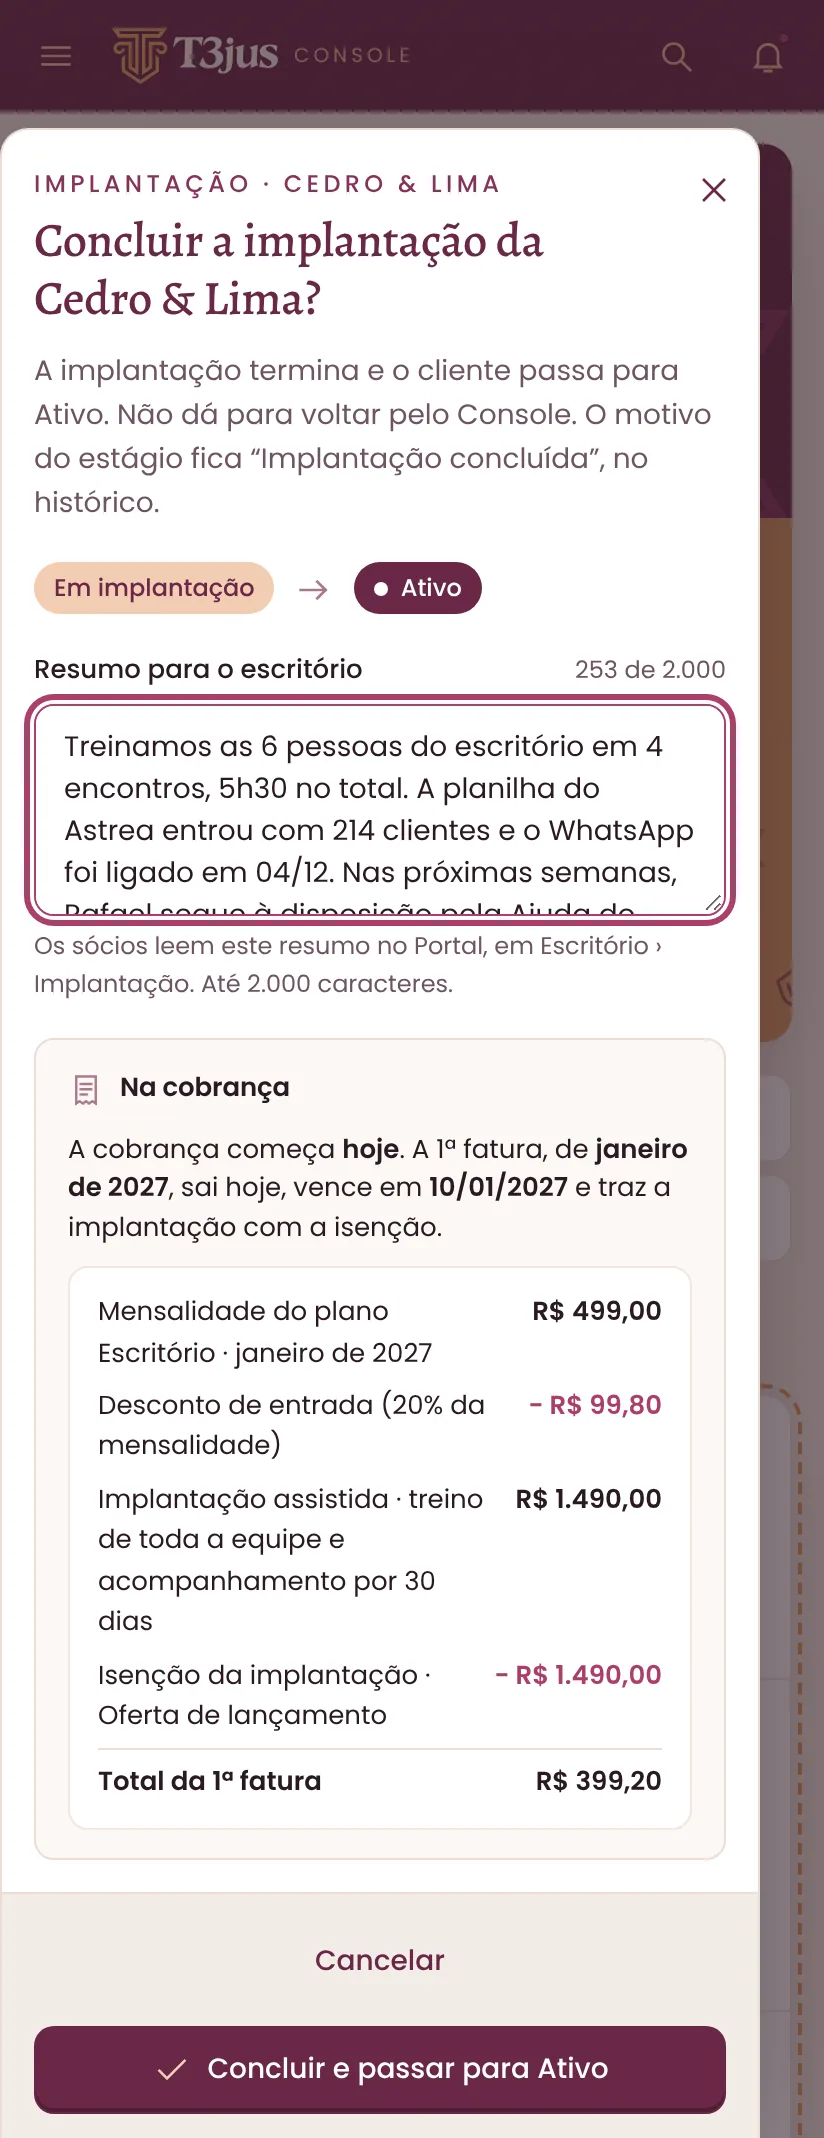 T3jus CONSOLE
IMPLANTAÇÃO · CEDRO & LIMA
Concluir a implantação da
Cedro & Lima?
A implantação termina e o cliente passa para
Ativo. Não dá para voltar pelo Console. O motivo
do estágio fica “Implantação concluída”, no
histórico.
Em implantação → Ativo
Resumo para o escritório 253 de 2.000
Treinamos as 6 pessoas do escritório em 4
encontros, 5h30 no total. A planilha do
Astrea entrou com 214 clientes e o WhatsApp
foi ligado em 04/12. Nas próximas semanas,
Rafael segue à disposição pela Ajuda do
Os sócios leem este resumo no Portal, em Escritório ›
Implantação. Até 2.000 caracteres.
Na cobrança
A cobrança começa hoje. A 1ª fatura, de janeiro
de 2027, sai hoje, vence em 10/01/2027 e traz a
implantação com a isenção.
Mensalidade do plano R$ 499,00
Escritório · janeiro de 2027
Desconto de entrada (20% da − R$ 99,80
mensalidade)
Implantação assistida · treino R$ 1.490,00
de toda a equipe e
acompanhamento por 30
dias
Isenção da implantação · − R$ 1.490,00
Oferta de lançamento
Total da 1ª fatura R$ 399,20
Cancelar
Concluir e passar para Ativo